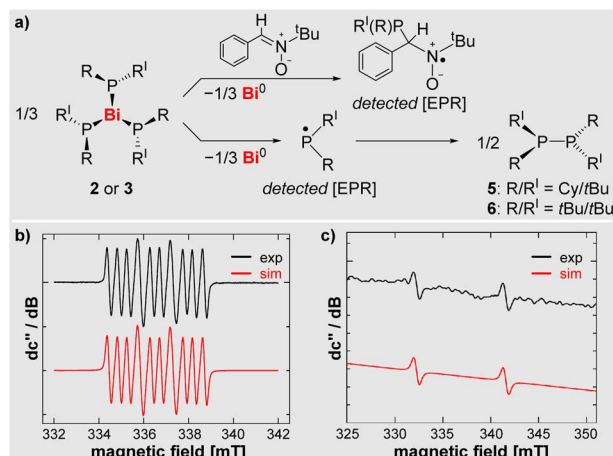 a)
H
tBu
N
+
O
−
−1/3 Bi0
RI(R)P
H
tBu
N
+
•
O
−
detected [EPR]
1/3
R
RI
P
Bi
RI
P
R
P
R
RI
2 or 3
−1/3 Bi0
•
P
RI
R
detected [EPR]
1/2
RI
R
P
P
RI
R
5: R/RI = Cy/tBu
6: R/RI = tBu/tBu
b)
exp
sim
dc'' / dB
332 334 336 338 340 342
magnetic field [mT]
c)
exp
sim
dc'' / dB
325 330 335 340 345 350
magnetic field [mT]